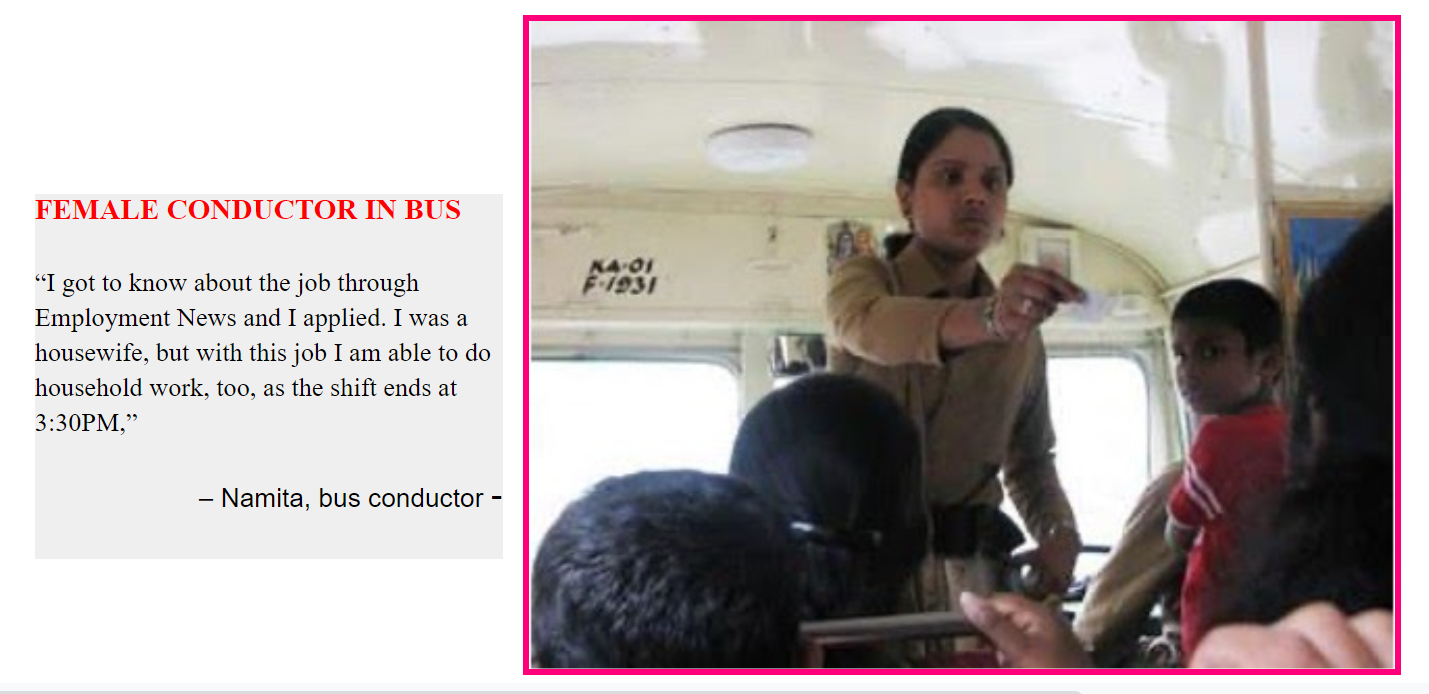 FEMALE CONDUCTOR IN BUS
“I got to know about the job through
Employment News and I applied. I was a
housewife, but with this job I am able to do
household work, too, as the shift ends at
3:30PM,”
– Namita, bus conductor -
KA-01
F-1931